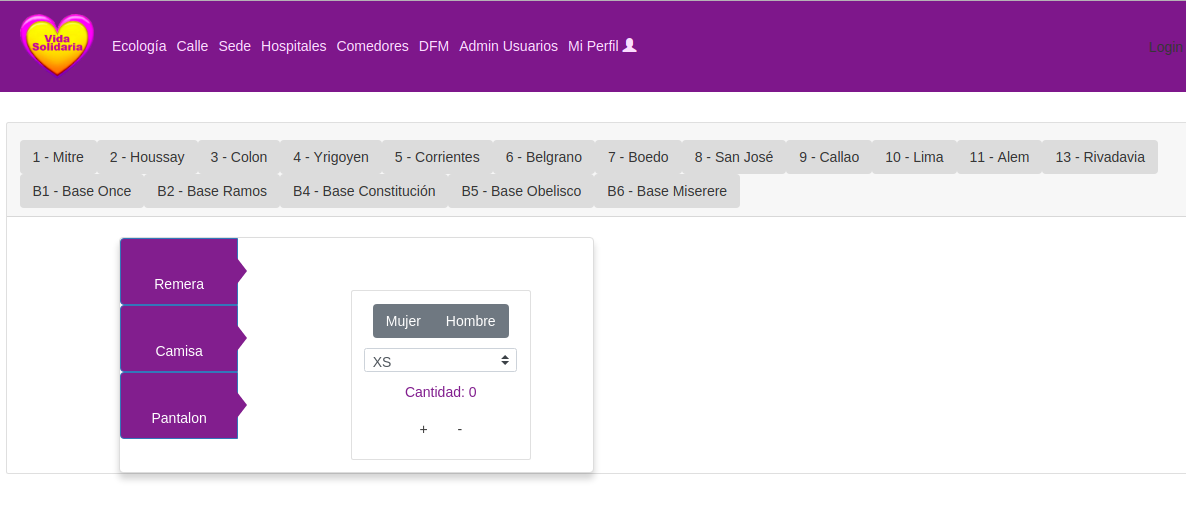 Vida
Solidaria
Ecología Calle Sede Hospitales Comedores DFM Admin Usuarios Mi Perfil Login
1 - Mitre 2 - Houssay 3 - Colon 4 - Yrigoyen 5 - Corrientes 6 - Belgrano 7 - Boedo 8 - San José 9 - Callao 10 - Lima 11 - Alem 13 - Rivadavia
B1 - Base Once B2 - Base Ramos B4 - Base Constitución B5 - Base Obelisco B6 - Base Miserere
Remera
Camisa
Pantalon
Mujer Hombre
XS
Cantidad: 0
+ -